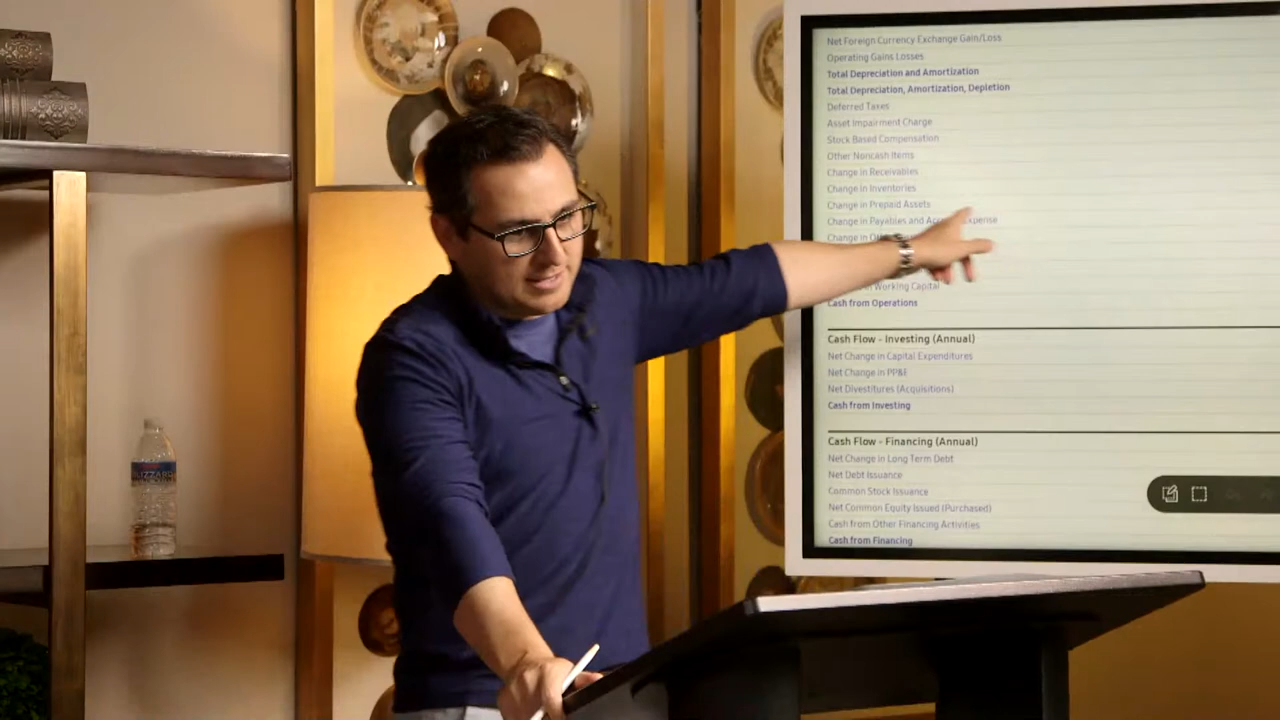 Net Foreign Currency Exchange Gain/Loss
Operating Gains Losses
Total Depreciation and Amortization
Total Depreciation, Amortization, Depletion
Deferred Taxes
Asset Impairment Charge
Stock Based Compensation
Other Noncash Items
Change in Receivables
Change in Inventories
Change in Prepaid Assets
Change in Payables and Expense
Change in
Working Capital
Cash from Operations
Cash Flow - Investing (Annual)
Net Change in Capital Expenditures
Net Change in PP&E
Net Divestitures (Acquisitions)
Cash from Investing
Cash Flow - Financing (Annual)
Net Change in Long Term Debt
Net Debt Issuance
Common Stock Issuance
Net Common Equity Issued (Purchased)
Cash from Other Financing Activities
Cash from Financing